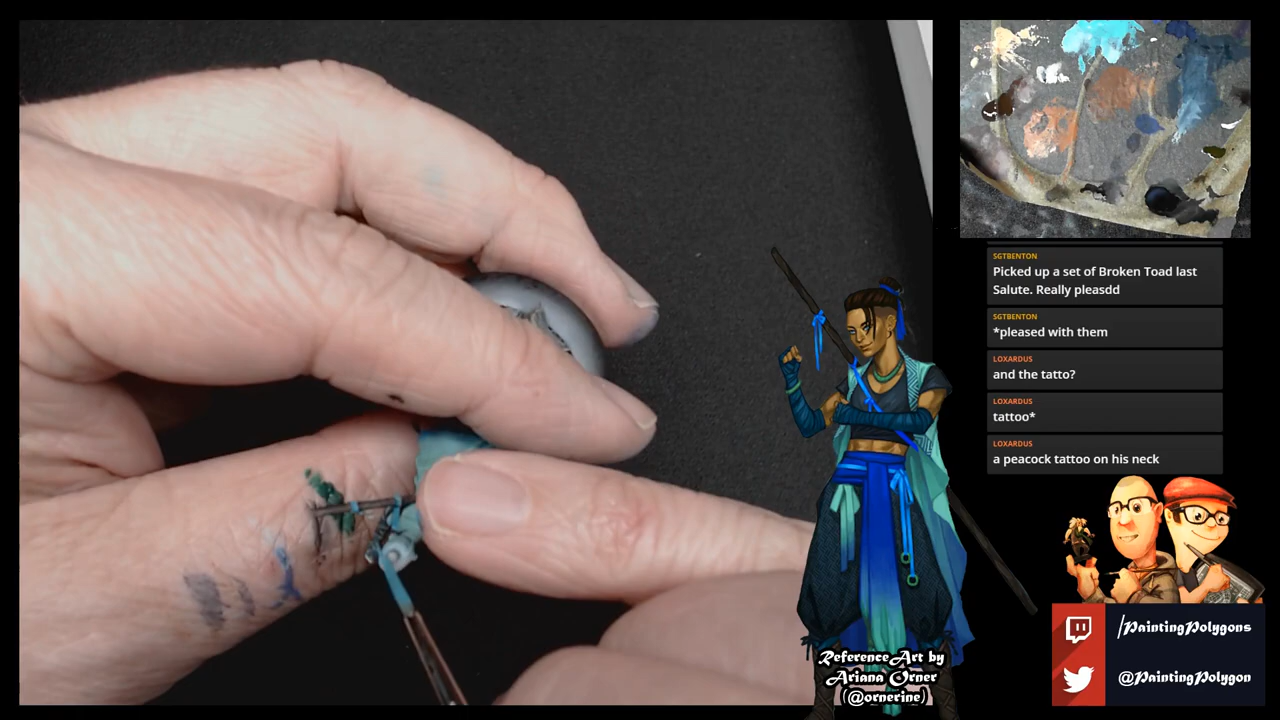 SGTBENTON
Picked up a set of Broken Toad last
Salute. Really pleasdd
SGTBENTON
*pleased with them
LOXARDUS
and the tatto?
LOXARDUS
tattoo*
LOXARDUS
a peacock tattoo on his neck
Reference Art by
Ariana Orner
(@ornerine)
/PaintingPolygons
@PaintingPolygon